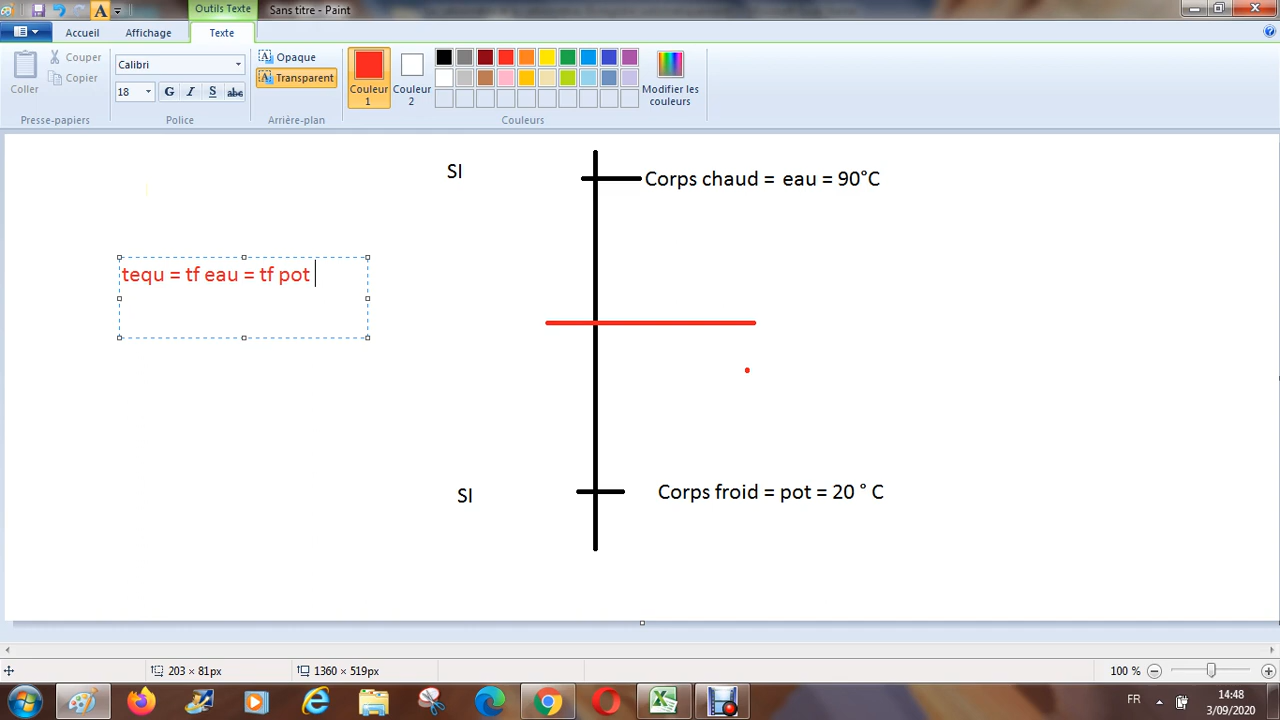 Outils Texte
Sans titre - Paint
Accueil
Affichage
Texte
Coller
Couper
Copier
Presse-papiers
Calibri
18
G I S abc
Police
Opaque
Transparent
Arrière-plan
Couleur 1
Couleur 2
Modifier les couleurs
Couleurs
SI
Corps chaud = eau = 90°C
tequ = tf eau = tf pot
SI
Corps froid = pot = 20 ° C
203 × 81px
1360 × 519px
100 %
FR
14:48
3/09/2020